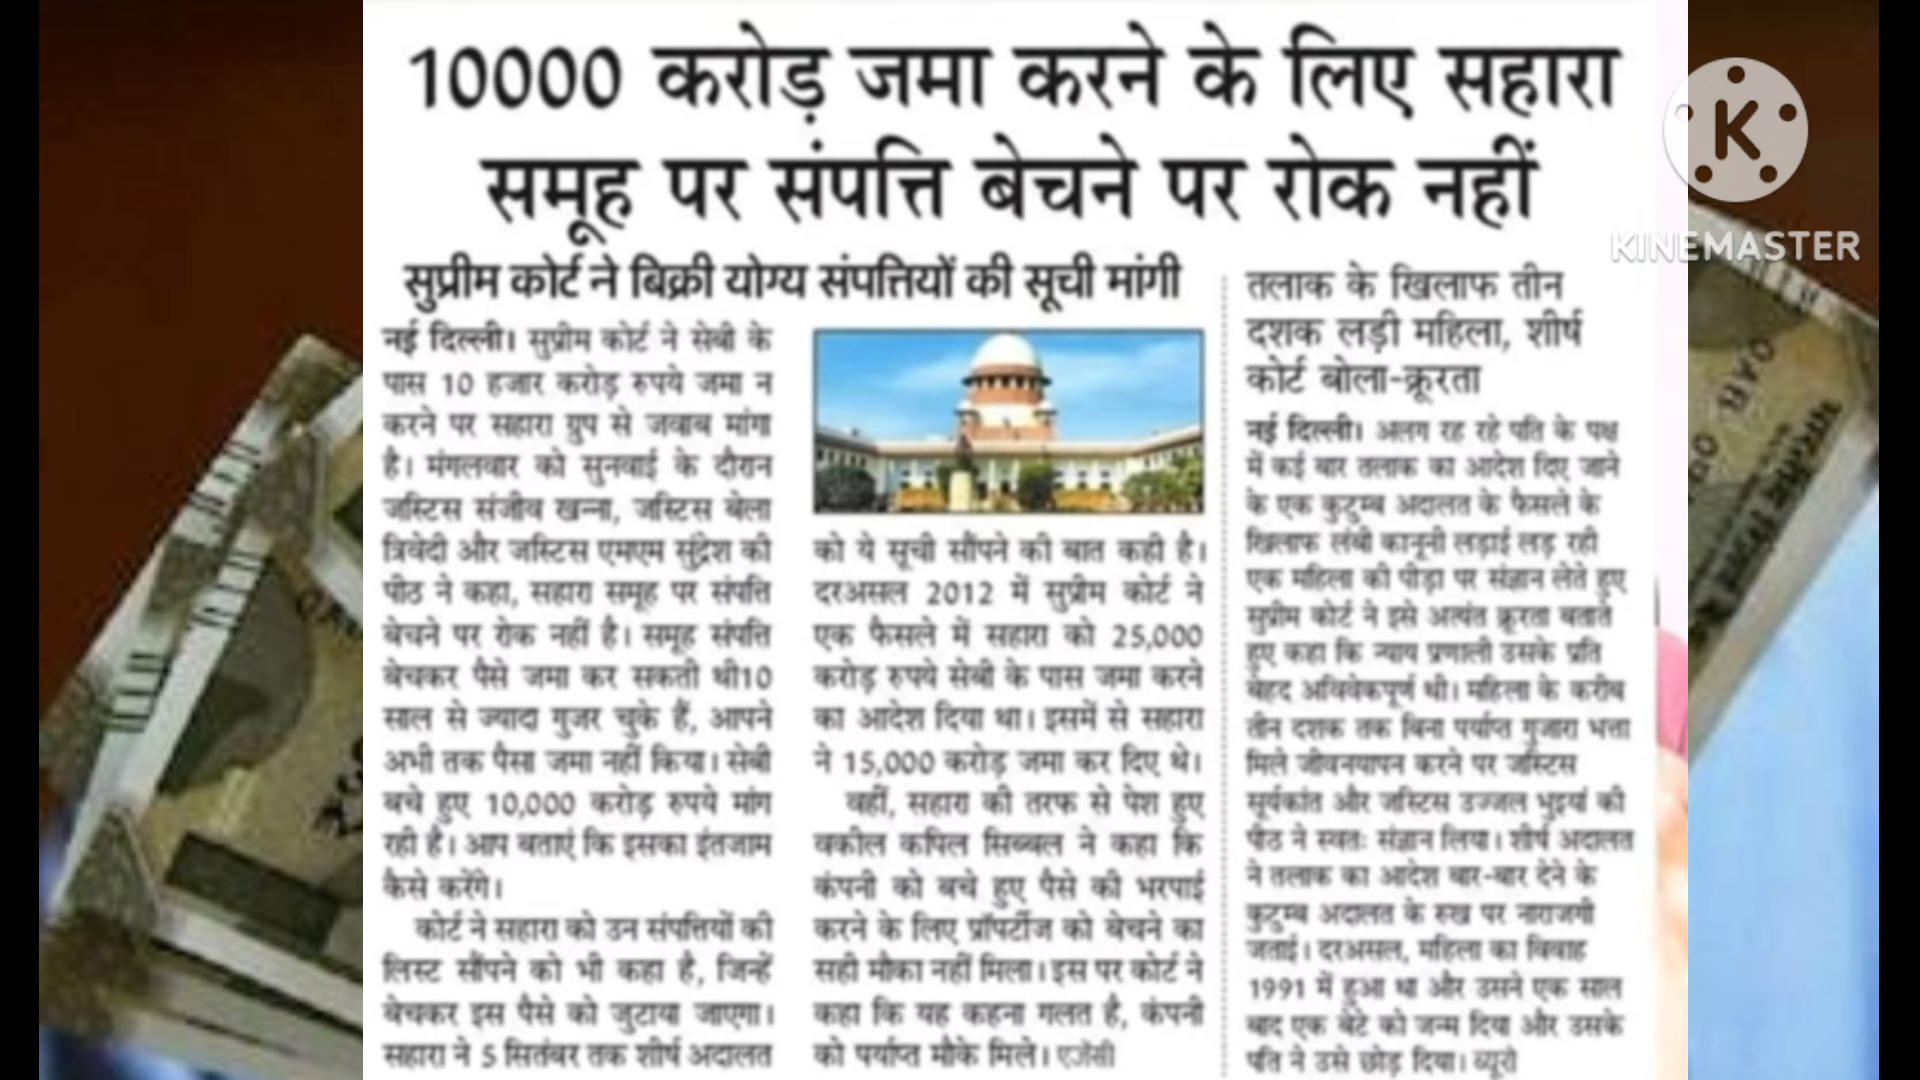 10000 करोड़ जमा करने के लिए सहारा
समूह पर संपत्ति बेचने पर रोक नहीं
सुप्रीम कोर्ट ने बिक्री योग्य संपत्तियों की सूची मांगी
नई दिल्ली। सुप्रीम कोर्ट ने सेबी के
पास 10 हजार करोड़ रुपये जमा न
करने पर सहारा ग्रुप से जवाब मांगा
है। मंगलवार को सुनवाई के दौरान
जस्टिस संजीव खन्ना, जस्टिस बेला
त्रिवेदी और जस्टिस एमएम सुंद्रेश की
पीठ ने कहा, सहारा समूह पर संपत्ति
बेचने पर रोक नहीं है। समूह संपत्ति
बेचकर पैसे जमा कर सकती थी10
साल से ज्यादा गुजर चुके हैं, आपने
अभी तक पैसा जमा नहीं किया। सेबी
बचे हुए 10,000 करोड़ रुपये मांग
रही है। आप बताएं कि इसका इंतजाम
कैसे करेंगे।
कोर्ट ने सहारा को उन संपत्तियों की
लिस्ट सौंपने को भी कहा है, जिन्हें
बेचकर इस पैसे को जुटाया जाएगा।
सहारा ने 5 सितंबर तक शीर्ष अदालत
को ये सूची सौंपने की बात कही है।
दरअसल 2012 में सुप्रीम कोर्ट ने
एक फैसले में सहारा को 25,000
करोड़ रुपये सेबी के पास जमा करने
का आदेश दिया था। इसमें से सहारा
ने 15,000 करोड़ जमा कर दिए थे।
वहीं, सहारा की तरफ से पेश हुए
वकील कपिल सिब्बल ने कहा कि
कंपनी को बचे हुए पैसे की भरपाई
करने के लिए प्रॉपर्टीज को बेचने का
सही मौका नहीं मिला। इस पर कोर्ट ने
कहा कि यह कहना गलत है, कंपनी
को पर्याप्त मौके मिले। एजेंसी
तलाक के खिलाफ तीन
दशक लड़ी महिला, शीर्ष
कोर्ट बोला-क्रूरता
नई दिल्ली। अलग रह रहे पति के पक्ष
में कई बार तलाक का आदेश दिए जाने
के एक कुटुम्ब अदालत के फैसले के
खिलाफ लंबी कानूनी लड़ाई लड़ रही
एक महिला की पीड़ा पर संज्ञान लेते हुए
सुप्रीम कोर्ट ने इसे अत्यंत क्रूरता बताते
हुए कहा कि न्याय प्रणाली उसके प्रति
बेहद अविवेकपूर्ण थी। महिला के करीब
तीन दशक तक बिना पर्याप्त गुजारा भत्ता
मिले जीवनयापन करने पर जस्टिस
सूर्यकांत और जस्टिस उज्जल भुइयां की
पीठ ने स्वतः संज्ञान लिया। शीर्ष अदालत
ने तलाक का आदेश बार-बार देने के
कुटुम्ब अदालत के रुख पर नाराजगी
जताई। दरअसल, महिला का विवाह
1991 में हुआ था और उसने एक साल
बाद एक बेटे को जन्म दिया और उसके
पति ने उसे छोड़ दिया। ब्यूरो
K
KINEMASTER